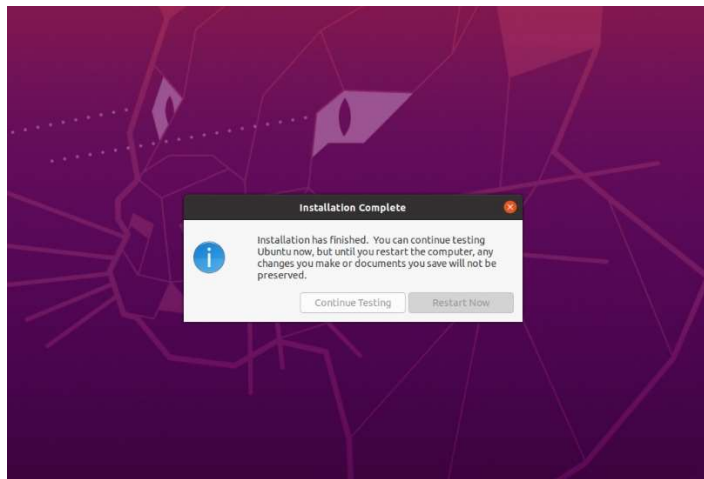 Installation Complete
Installation has finished. You can continue testing
Ubuntu now, but until you restart the computer, any
changes you make or documents you save will not be
preserved.
Continue Testing
Restart Now